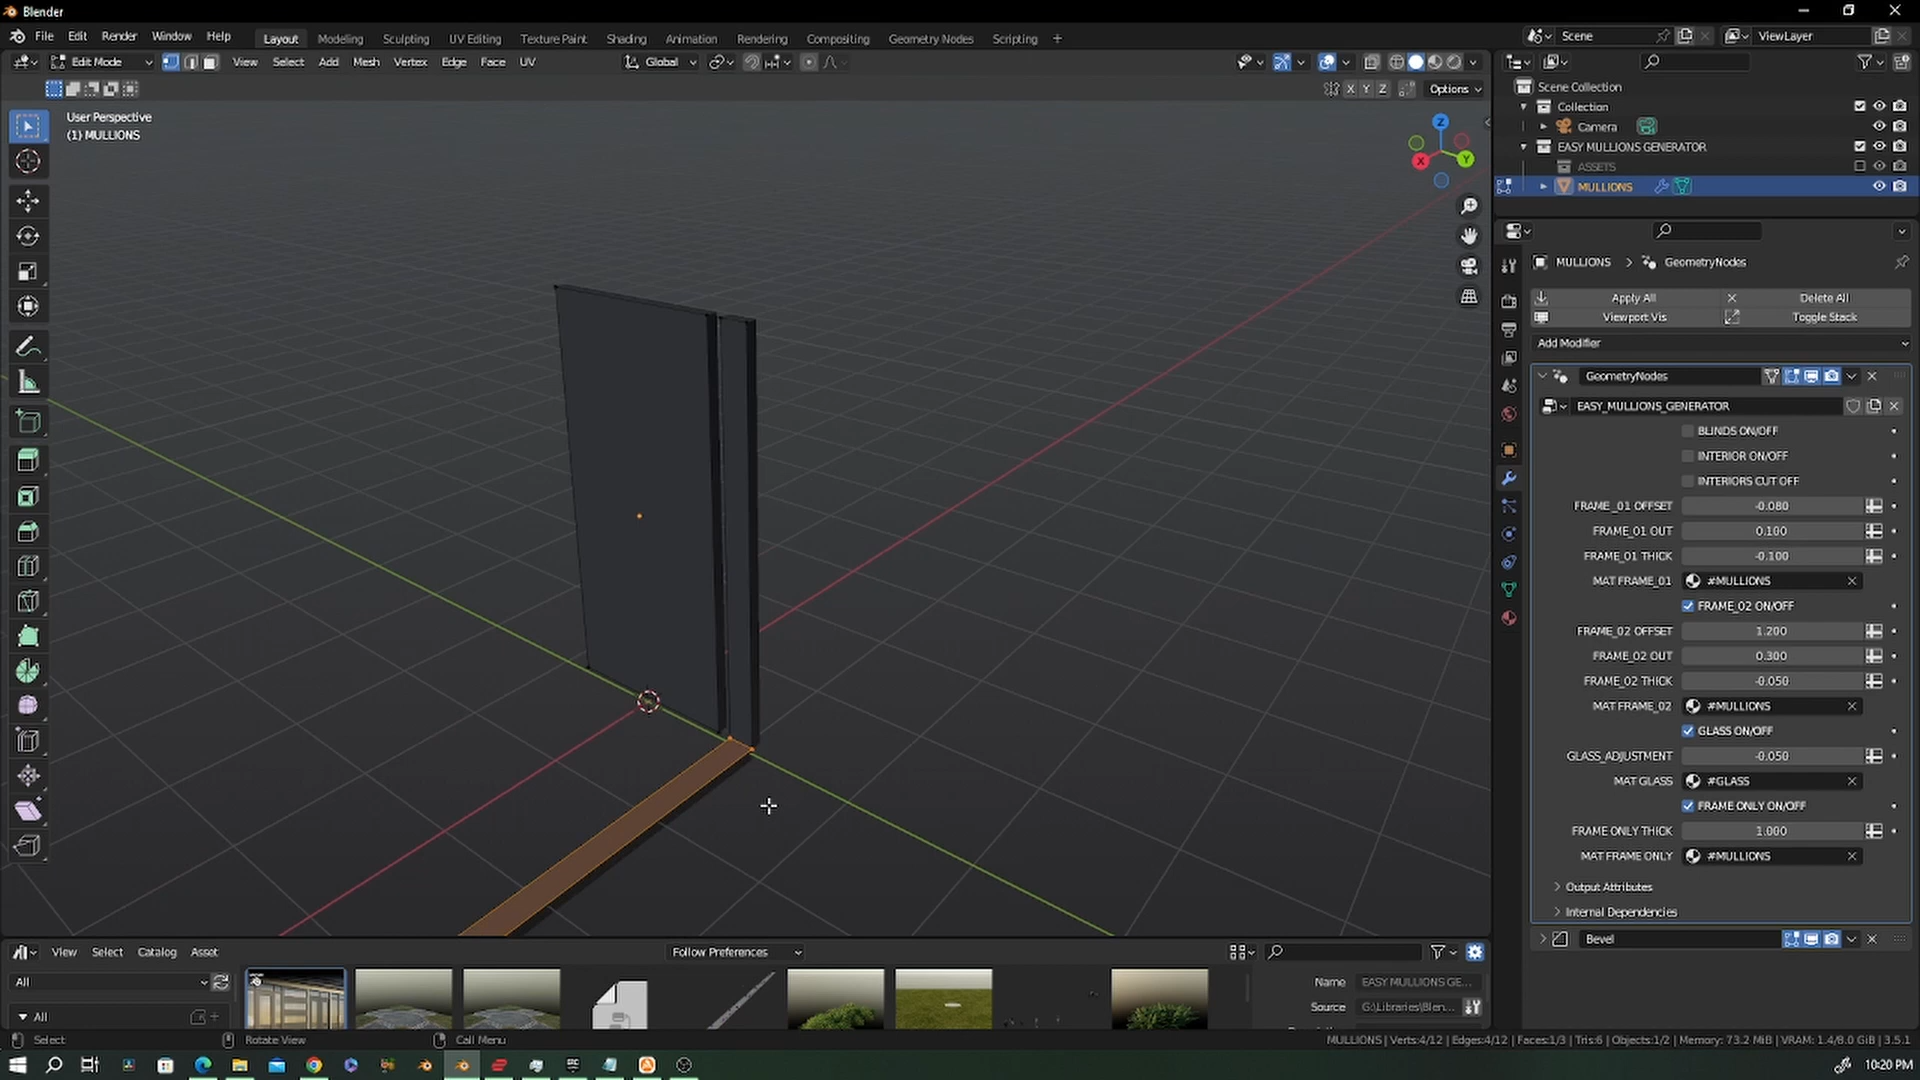 Blender
File Edit Render Window Help
Layout Modeling Sculpting UV Editing Texture Paint Shading Animation Rendering Compositing Geometry Nodes Scripting +
Scene
ViewLayer
Edit Mode
View Select Add Mesh Vertex Edge Face UV
Global
X Y Z
Options
User Perspective
(1) MULLIONS
Z
X
Y
Scene Collection
Collection
Camera
EASY MULLIONS GENERATOR
ASSETS
MULLIONS
MULLIONS > GeometryNodes
Apply All
Delete All
Viewport Vis
Toggle Stack
Add Modifier
GeometryNodes
EASY_MULLIONS_GENERATOR
BLINDS ON/OFF
INTERIOR ON/OFF
INTERIORS CUT OFF
FRAME _01 OFFSET -0.080
FRAME_01 OUT 0.100
FRAME_01 THICK -0.100
MAT FRAME_01 #MULLIONS
FRAME_02 ON/OFF
FRAME_02 OFFSET 1.200
FRAME_02 OUT 0.300
FRAME_02 THICK -0.050
MAT FRAME_02 #MULLIONS
GLASS ON/OFF
GLASS_ADJUSTMENT -0.050
MAT GLASS #GLASS
FRAME ONLY ON/OFF
FRAME ONLY THICK 1.000
MAT FRAME ONLY #MULLIONS
Output Attributes
Internal Dependencies
Bevel
View Select Catalog Asset
Follow Preferences
All
All
Name EASY MULLIONS GE...
Source G:\Libraries\Blen...
Select
Rotate View
Call Menu
MULLIONS | Verts:4/12 | Edges:4/12 | Faces:1/3 | Tris:6 | Objects:1/2 | Memory: 73.2 MiB | VRAM: 1.4/8.0 GiB | 3.5.1
10:20 PM